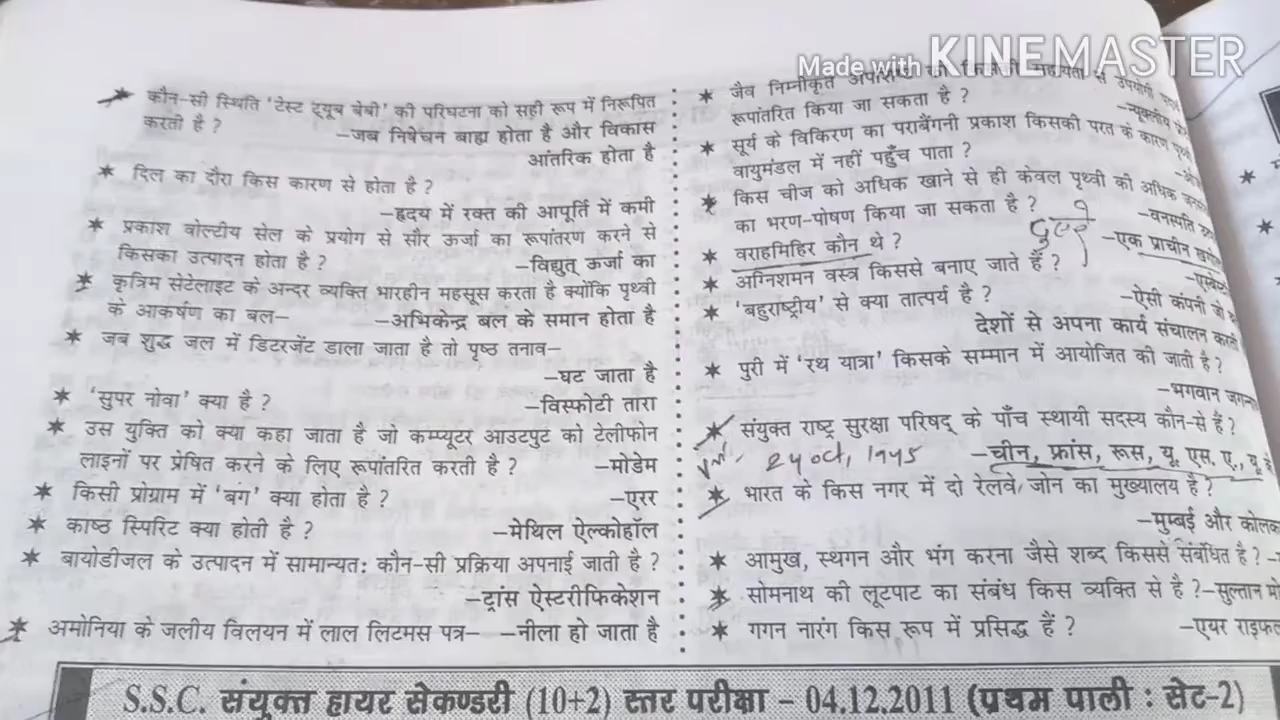 Made with KINEMASTER
★ कौन-सी स्थिति 'टेस्ट ट्यूब बेबी' की परिघटना को सही रूप में निरूपित
करती है ?
–जब निषेचन बाह्य होता है और विकास
आंतरिक होता है
★ दिल का दौरा किस कारण से होता है ?
–हृदय में रक्त की आपूर्ति में कमी
★ प्रकाश वोल्टीय सेल के प्रयोग से सौर ऊर्जा का रूपांतरण करने से
किसका उत्पादन होता है ? –विद्युत् ऊर्जा का
★ कृत्रिम सेटेलाइट के अन्दर व्यक्ति भारहीन महसूस करता है क्योंकि पृथ्वी
के आकर्षण का बल– –अभिकेन्द्र बल के समान होता है
★ जब शुद्ध जल में डिटरजेंट डाला जाता है तो पृष्ठ तनाव–
–घट जाता है
★ 'सुपर नोवा' क्या है ? –विस्फोटी तारा
★ उस युक्ति को क्या कहा जाता है जो कम्प्यूटर आउटपुट को टेलीफोन
लाइनों पर प्रेषित करने के लिए रूपांतरित करती है ? –मोडेम
★ किसी प्रोग्राम में 'बग' क्या होता है ? –एरर
★ काष्ठ स्पिरिट क्या होती है ? –मेथिल ऐल्कोहॉल
★ बायोडीजल के उत्पादन में सामान्यत: कौन-सी प्रक्रिया अपनाई जाती है ?
–ट्रांस ऐस्टरीफिकेशन
★ अमोनिया के जलीय विलयन में लाल लिटमस पत्र– –नीला हो जाता है
★ जैव निम्नीकृत से उपयोगी
रूपांतरित किया जा सकता है ?
★ सूर्य के विकिरण का पराबैंगनी प्रकाश किसकी परत के कारण
वायुमंडल में नहीं पहुँच पाता ?
★ किस चीज को अधिक खाने से ही केवल पृथ्वी की अधिक
का भरण-पोषण किया जा सकता है ?
–वनस्पति
★ वराहमिहिर कौन थे ? –एक प्राचीन
★ अग्निशमन वस्त्र किससे बनाए जाते हैं ?
★ 'बहुराष्ट्रीय' से क्या तात्पर्य है ? –ऐसी कंपनी जो
देशों से अपना कार्य संचालन करती
★ पुरी में 'रथ यात्रा' किसके सम्मान में आयोजित की जाती है ?
–भगवान
★ संयुक्त राष्ट्र सुरक्षा परिषद् के पाँच स्थायी सदस्य कौन-से हैं ?
24 oct, 1945 –चीन, फ्रांस, रूस, यू. एस. ए., यू.
★ भारत के किस नगर में दो रेलवे जोन का मुख्यालय है ?
–मुम्बई और
★ आमुख, स्थगन और भंग करना जैसे शब्द किससे संबंधित है ?
★ सोमनाथ की लूटपाट का संबंध किस व्यक्ति से है ?–सुल्तान
★ गगन नारंग किस रूप में प्रसिद्ध हैं ? –एयर
S.S.C. संयुक्त हायर सेकण्डरी (10+2) स्तर परीक्षा – 04.12.2011 (प्रथम पाली : सेट-2)